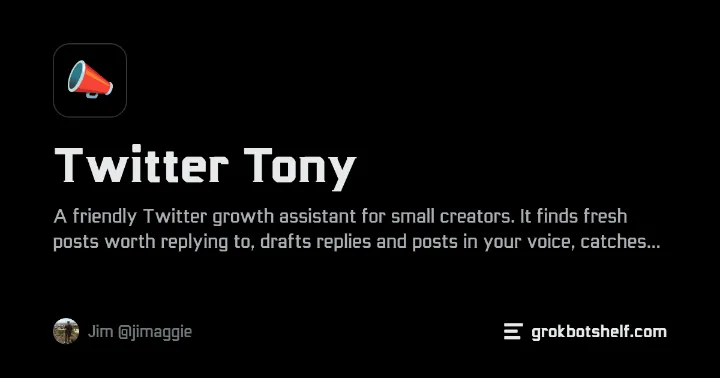 Twitter Tony
A friendly Twitter growth assistant for small creators. It finds fresh
posts worth replying to, drafts replies and posts in your voice, catches...
Jim @jimaggie
grokbotshelf.com